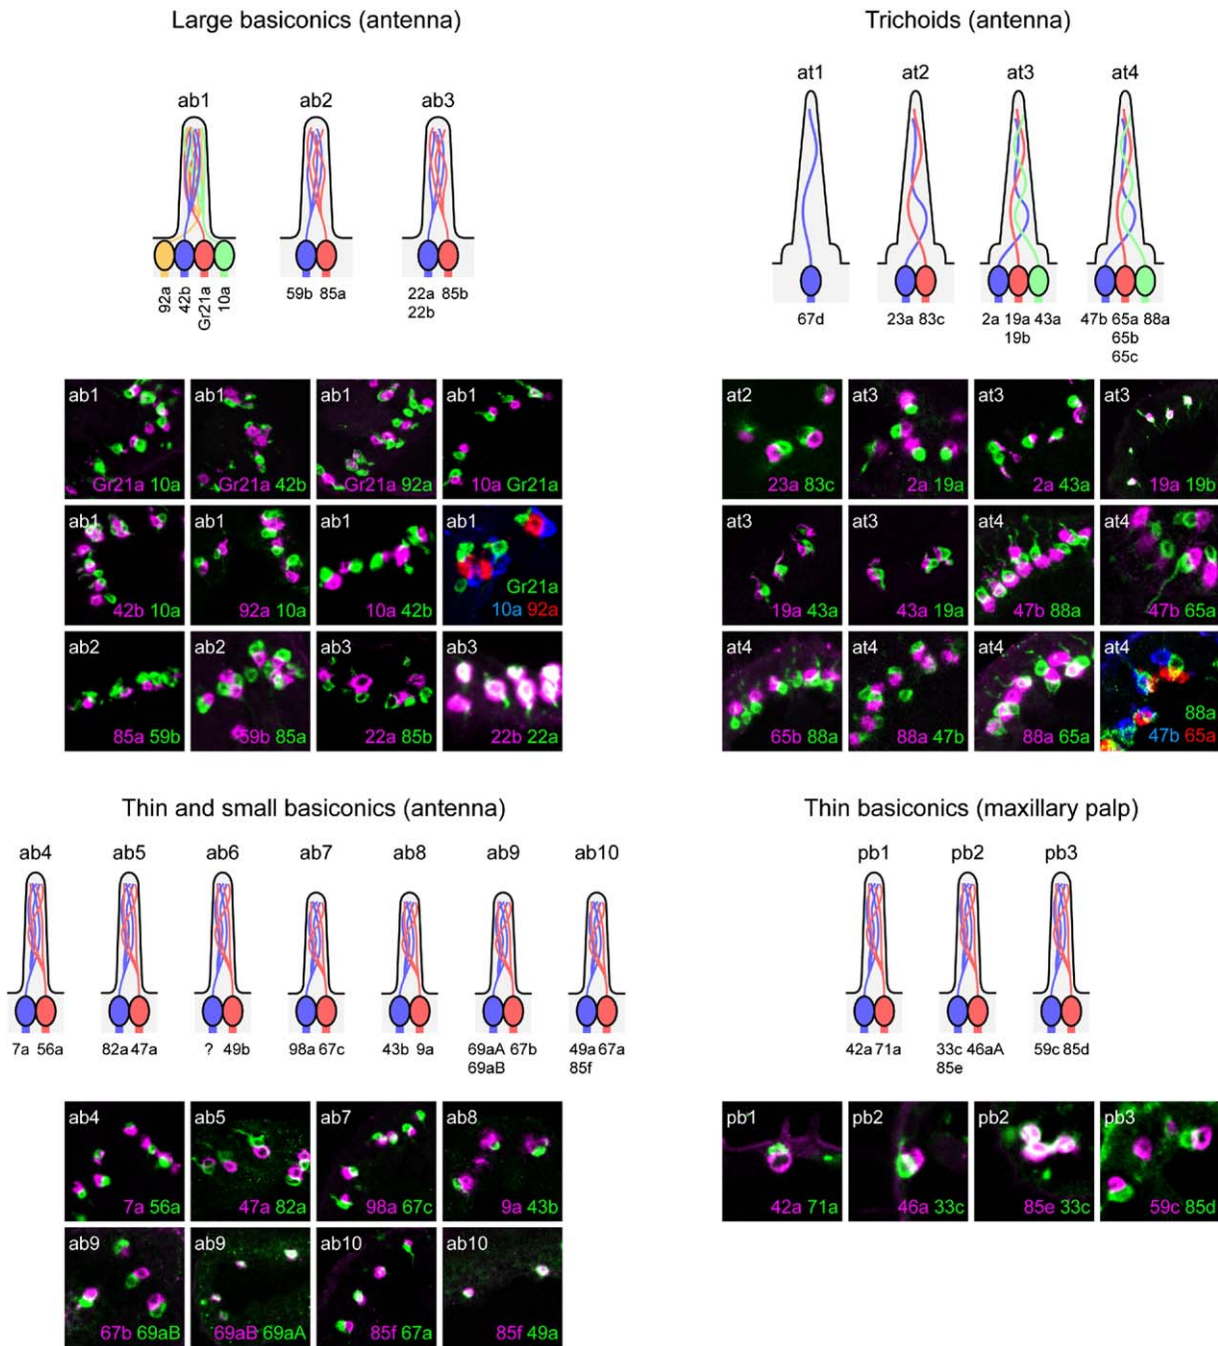 Large basiconics (antenna)
ab1 ab2 ab3
92a 42b Gr21a 10a 59b 85a 22a 85b
22b
ab1 ab1 ab1 ab1
Gr21a 10a Gr21a 42b Gr21a 92a 10a Gr21a
ab1 ab1 ab1 ab1
Gr21a
42b 10a 92a 10a 10a 42b 10a 92a
ab2 ab2 ab3 ab3
85a 59b 59b 85a 22a 85b 22b 22a
Trichoids (antenna)
at1 at2 at3 at4
67d 23a 83c 2a 19a 43a 47b 65a 88a
19b 65b
65c
at2 at3 at3 at3
23a 83c 2a 19a 2a 43a 19a 19b
at3 at3 at4 at4
19a 43a 43a 19a 47b 88a 47b 65a
at4 at4 at4 at4
88a
65b 88a 88a 47b 88a 65a 47b 65a
Thin and small basiconics (antenna)
ab4 ab5 ab6 ab7 ab8 ab9 ab10
7a 56a 82a 47a ? 49b 98a 67c 43b 9a 69aA 67b 49a 67a
69aB 85f
ab4 ab5 ab7 ab8
7a 56a 47a 82a 98a 67c 9a 43b
ab9 ab9 ab10 ab10
67b 69aB 69aB 69aA 85f 67a 85f 49a
Thin basiconics (maxillary palp)
pb1 pb2 pb3
42a 71a 33c 46aA 59c 85d
85e
pb1 pb2 pb2 pb3
42a 71a 46a 33c 85e 33c 59c 85d